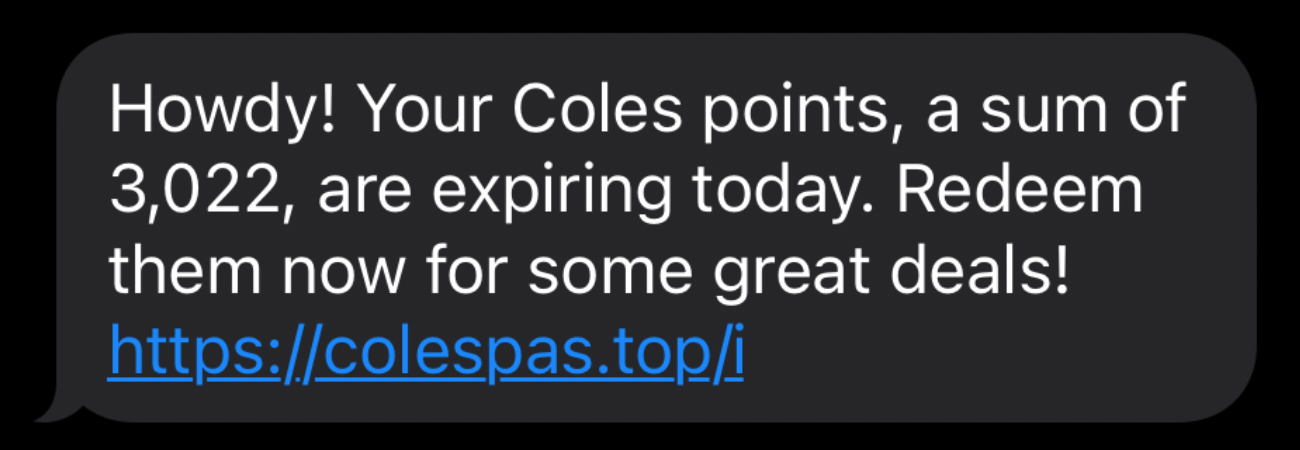 Howdy! Your Coles points, a sum of
3,022, are expiring today. Redeem
them now for some great deals!
https://colespas.top/i